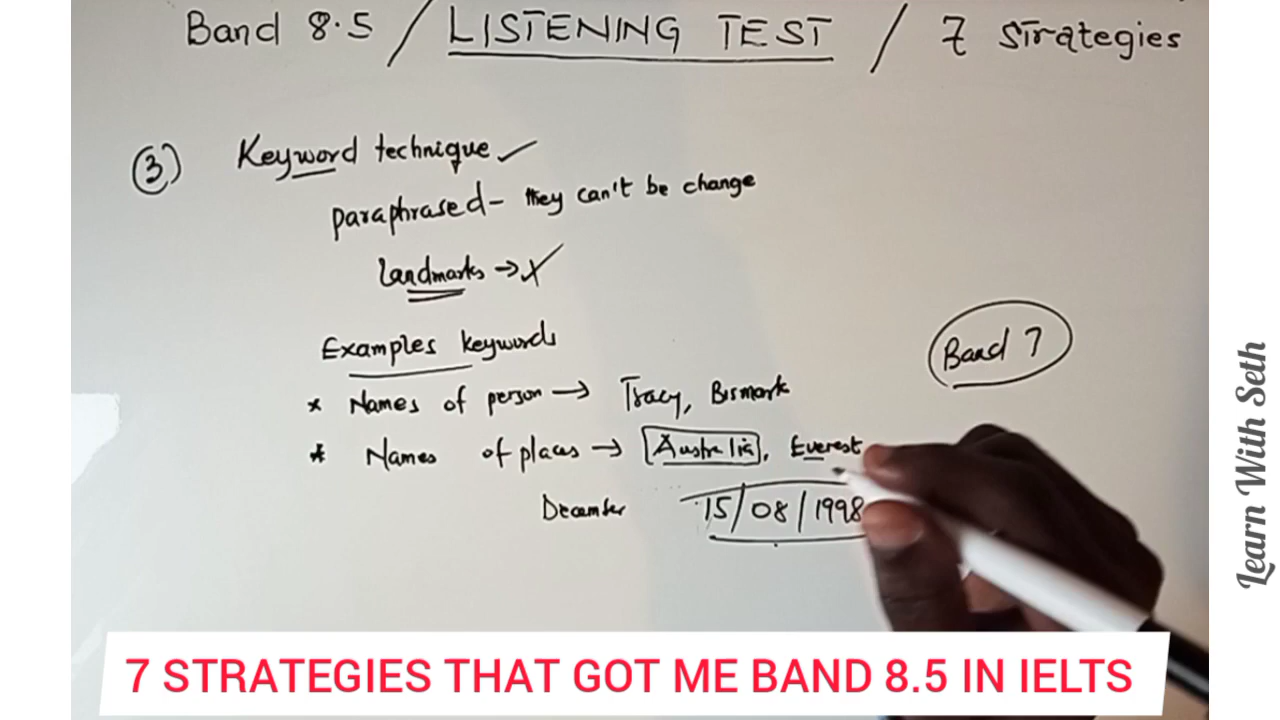 Band 8.5 / LISTENING TEST / 7 Strategies
③ Keyword technique ✓
paraphrased - they can't be change
landmarks → X
Examples keywords
* Names of person → Tracy, Bismark
* Names of places → Australia, Everest
December 15/08/1998
Band 7
Learn With Seth
7 STRATEGIES THAT GOT ME BAND 8.5 IN IELTS